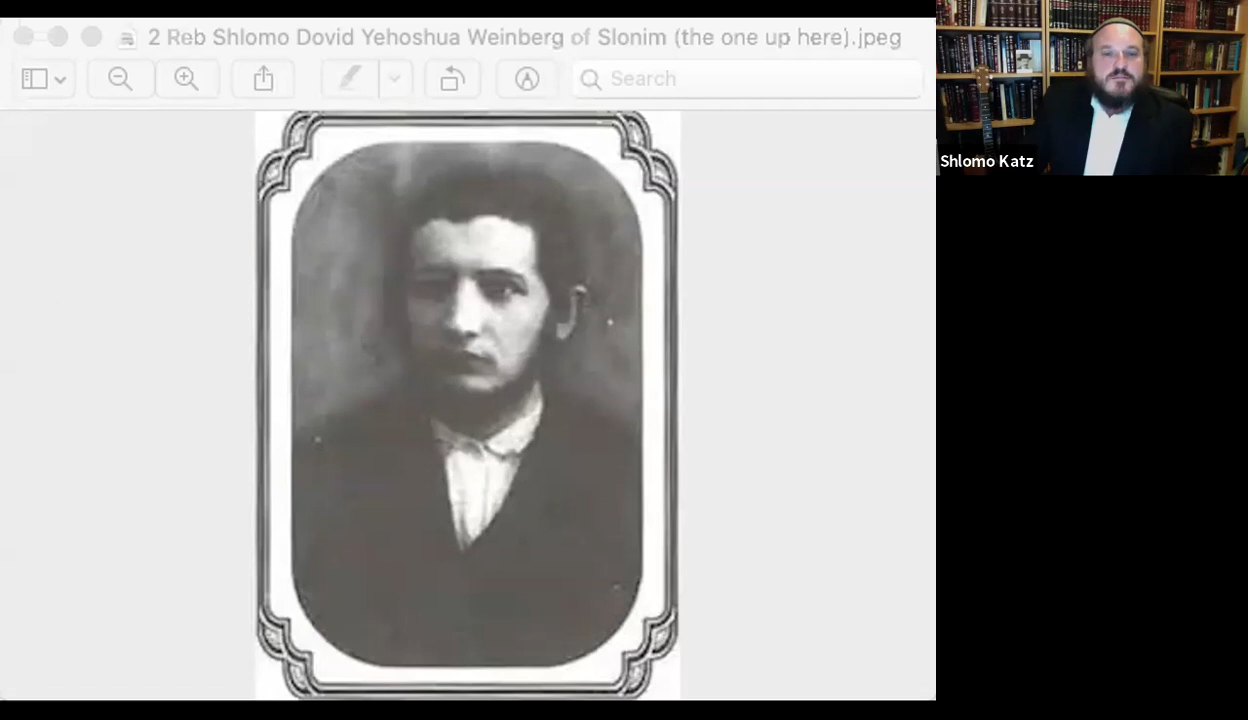 2 Reb Shlomo Dovid Yehoshua Weinberg of Slonim (the one up here).jpeg
Search
Shlomo Katz